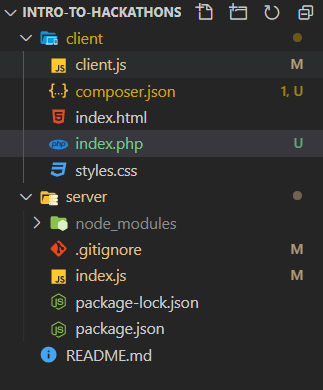 INTRO-TO-HACKATHONS
client
JS client.js M
{..} composer.json 1, U
index.html
php index.php U
styles.css
server
node_modules
.gitignore M
JS index.js M
package-lock.json
package.json
README.md